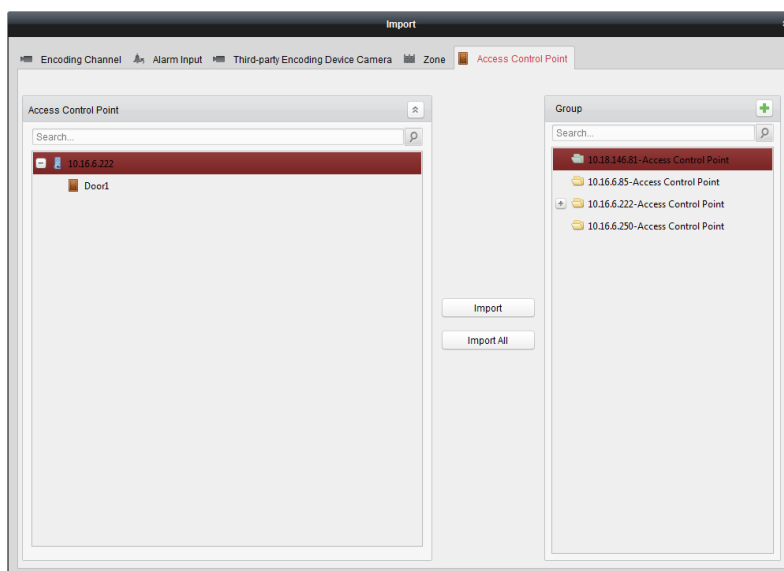 Import
Encoding Channel
Alarm Input
Third-party Encoding Device Camera
Zone
Access Control Point
Access Control Point
Search...
10.16.6.222
Door1
Import
Import All
Group
Search...
10.18.146.81-Access Control Point
10.16.6.85-Access Control Point
10.16.6.222-Access Control Point
10.16.6.250-Access Control Point